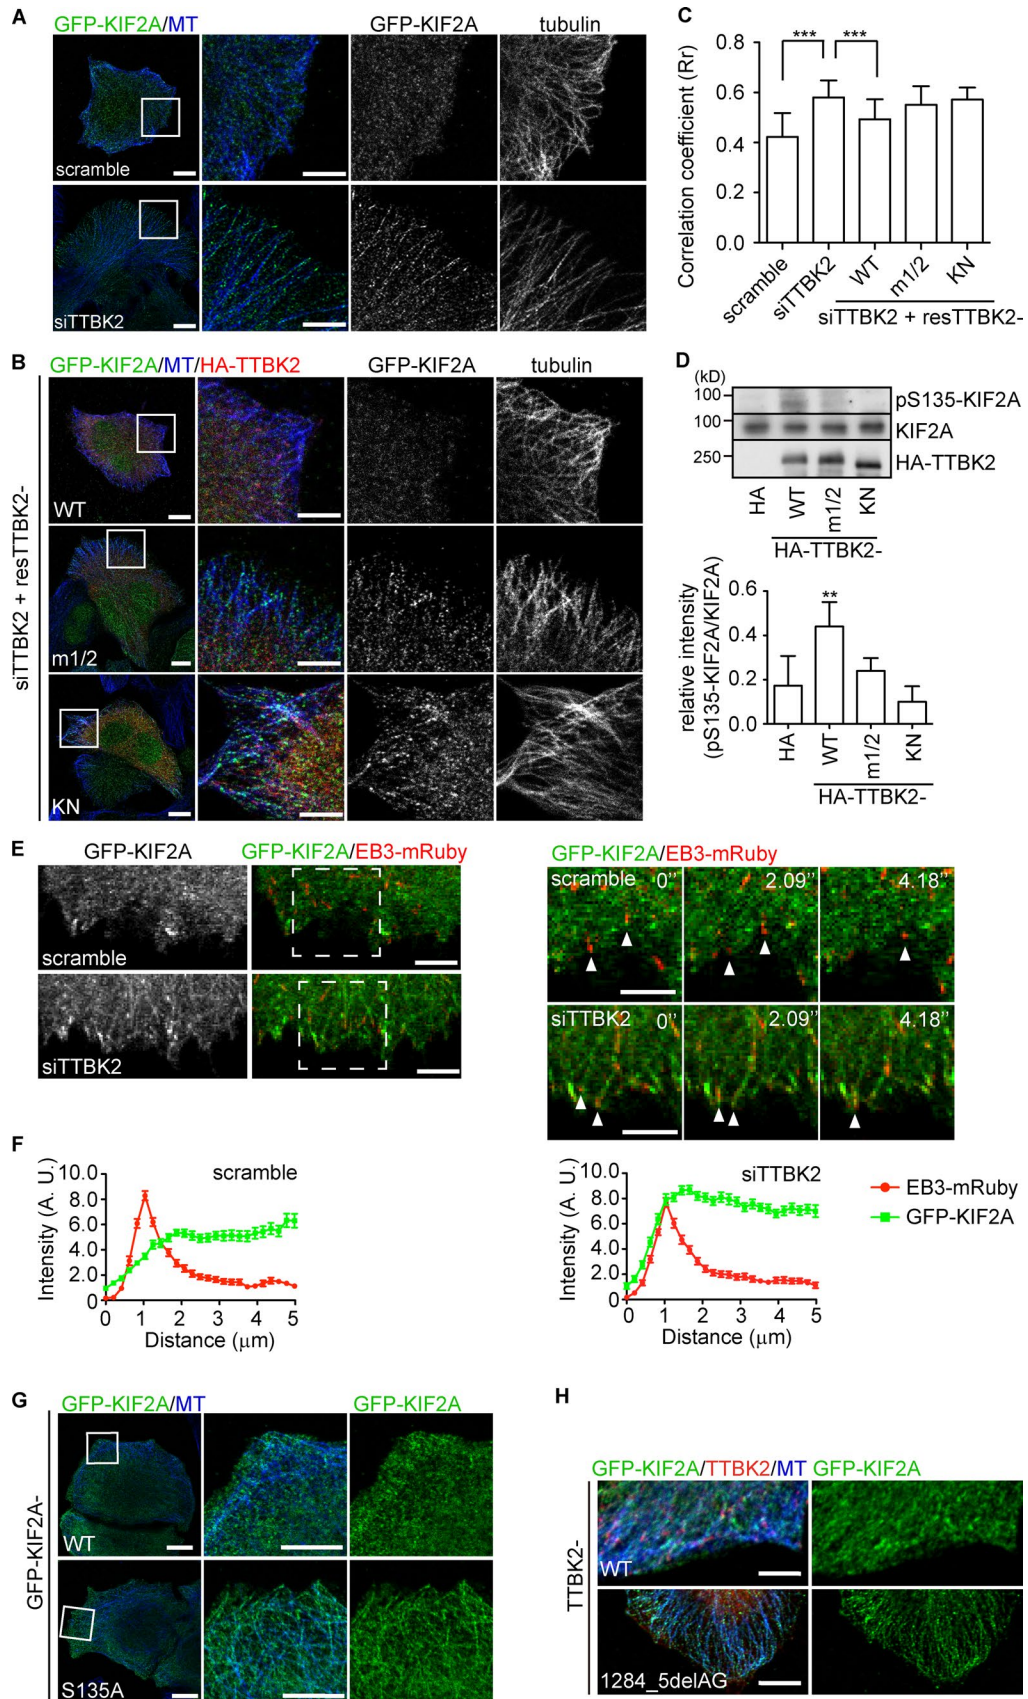 A
GFP-KIF2A/MT GFP-KIF2A tubulin
scramble
siTTBK2
B
GFP-KIF2A/MT/HA-TTBK2 GFP-KIF2A tubulin
siTTBK2 + resTTBK2-
WT
m1/2
KN
C
Correlation coefficient (Rr)
*** ***
0.8
0.6
0.4
0.2
0.0
scramble siTTBK2 WT m1/2 KN
siTTBK2 + resTTBK2-
D
(kD)
100 pS135-KIF2A
100 KIF2A
250 HA-TTBK2
HA WT m1/2 KN
HA-TTBK2-
relative intensity
(pS135-KIF2A/KIF2A)
**
0.6
0.4
0.2
0.0
HA WT m1/2 KN
HA-TTBK2-
E
GFP-KIF2A GFP-KIF2A/EB3-mRuby
scramble
siTTBK2
GFP-KIF2A/EB3-mRuby
scramble 0’’ 2.09’’ 4.18’’
siTTBK2 0’’ 2.09’’ 4.18’’
F
scramble
Intensity (A. U.)
10.0
8.0
6.0
4.0
2.0
0
0 1 2 3 4 5
Distance (μm)
siTTBK2
Intensity (A. U.)
10.0
8.0
6.0
4.0
2.0
0
0 1 2 3 4 5
Distance (μm)
EB3-mRuby
GFP-KIF2A
G
GFP-KIF2A/MT GFP-KIF2A
GFP-KIF2A-
WT
S135A
H
GFP-KIF2A/TTBK2/MT GFP-KIF2A
TTBK2-
WT
1284_5delAG